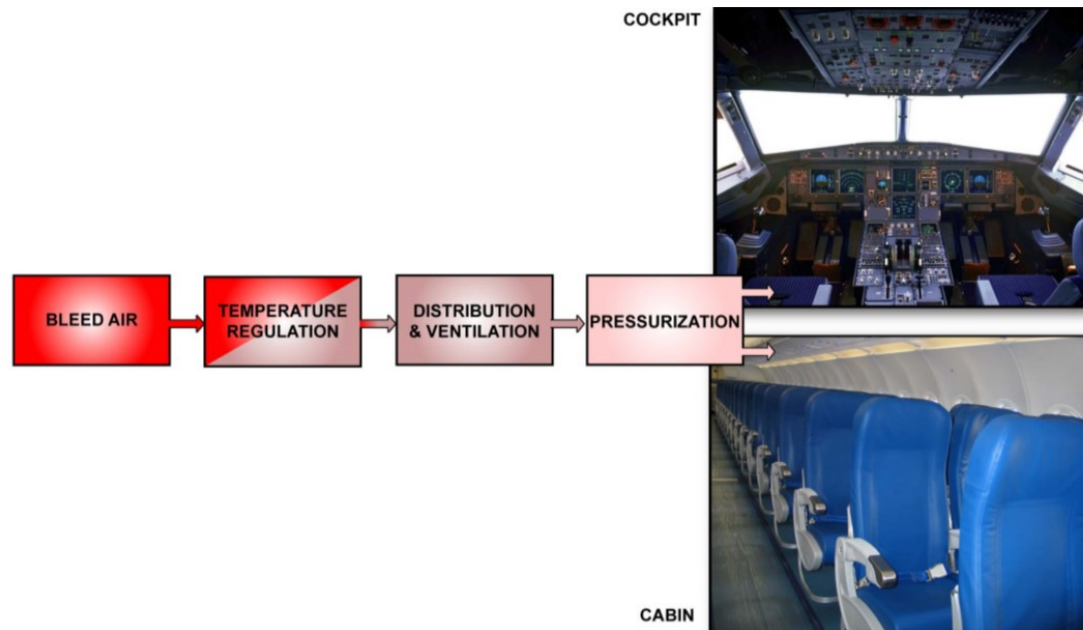 COCKPIT
BLEED AIR
TEMPERATURE
REGULATION
DISTRIBUTION
& VENTILATION
PRESSURIZATION
CABIN